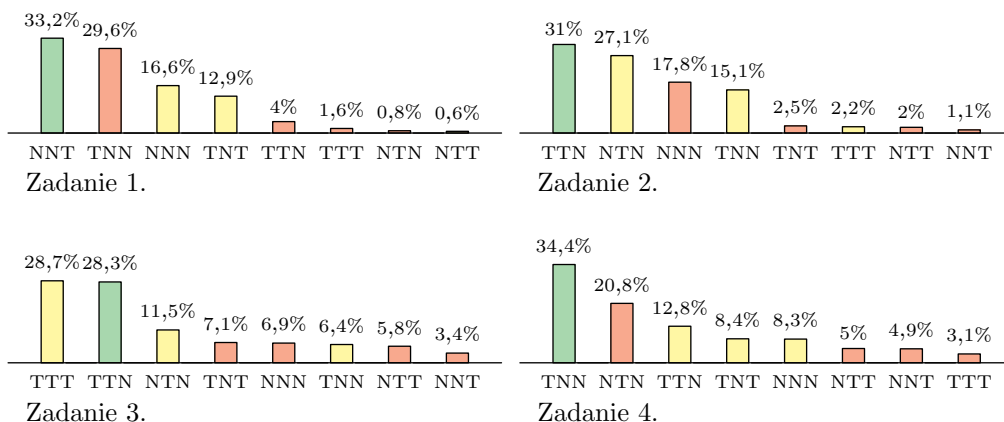 33,2% 29,6% 16,6% 12,9% 4% 1,6% 0,8% 0,6%
NNT TNN NNN TNT TTN TTT NTN NTT
Zadanie 1.
31% 27,1% 17,8% 15,1% 2,5% 2,2% 2% 1,1%
TTN NTN NNN TNN TNT TTT NTT NNT
Zadanie 2.
28,7% 28,3% 11,5% 7,1% 6,9% 6,4% 5,8% 3,4%
TTT TTN NTN TNT NNN TNN NTT NNT
Zadanie 3.
34,4% 20,8% 12,8% 8,4% 8,3% 5% 4,9% 3,1%
TNN NTN TTN TNT NNN NTT NNT TTT
Zadanie 4.